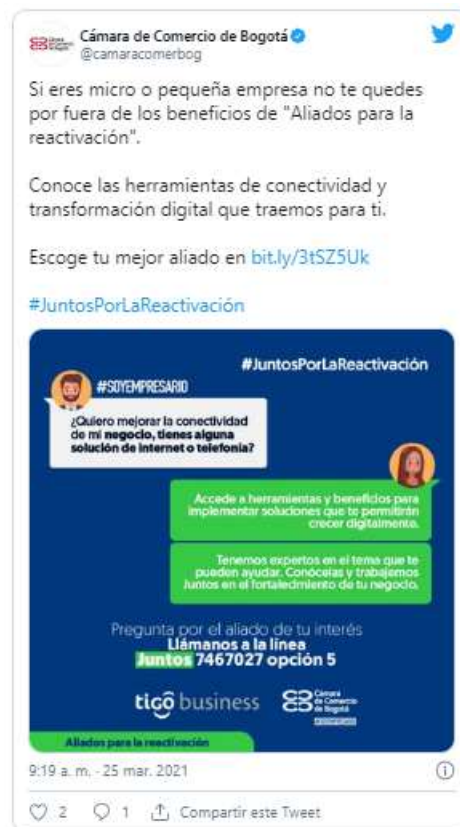 Cámara de Comercio de Bogotá
@camaracomerbog
Si eres micro o pequeña empresa no te quedes
por fuera de los beneficios de "Aliados para la
reactivación".
Conoce las herramientas de conectividad y
transformación digital que traemos para ti.
Escoge tu mejor aliado en bit.ly/3tSZ5Uk
#JuntosPorLaReactivación
#JuntosPorLaReactivación
#SOYEMPRESARIO
¿Quiero mejorar la conectividad
de mi negocio, tienes alguna
solución de internet o telefonía?
Accede a herramientas y beneficios para
implementar soluciones que te permitirán
crecer digitalmente.
Tenemos expertos en el tema que te
pueden ayudar. Conócelas y trabajemos
Juntos en el fortalecimiento de tu negocio.
Pregunta por el aliado de tu interés
Llámanos a la línea
Juntos 7467027 opción 5
tigo business
Cámara
de Comercio
de Bogotá
Aliados para la reactivación
9:19 a. m. · 25 mar. 2021
2 1 Compartir este Tweet